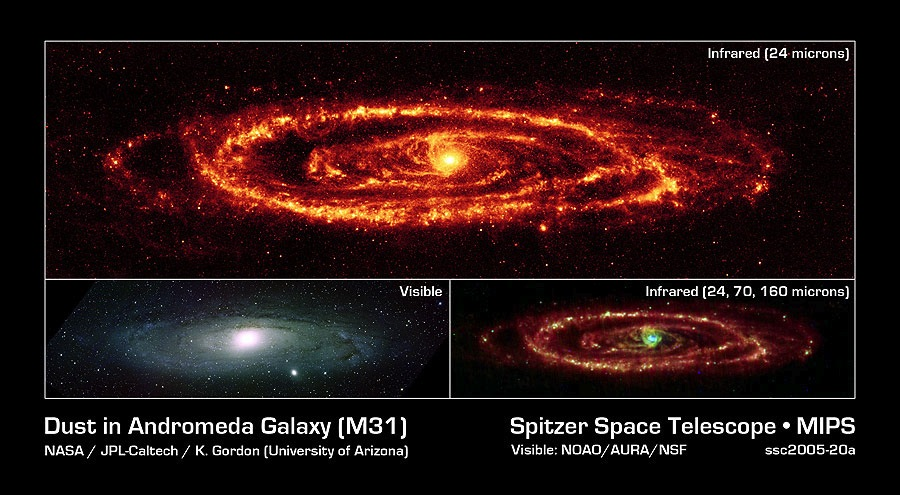 Infrared (24 microns)
Visible
Infrared (24, 70, 160 microns)
Dust in Andromeda Galaxy (M31)
NASA / JPL-Caltech / K. Gordon (University of Arizona)
Spitzer Space Telescope • MIPS
Visible: NOAO/AURA/NSF
ssc2005-20a